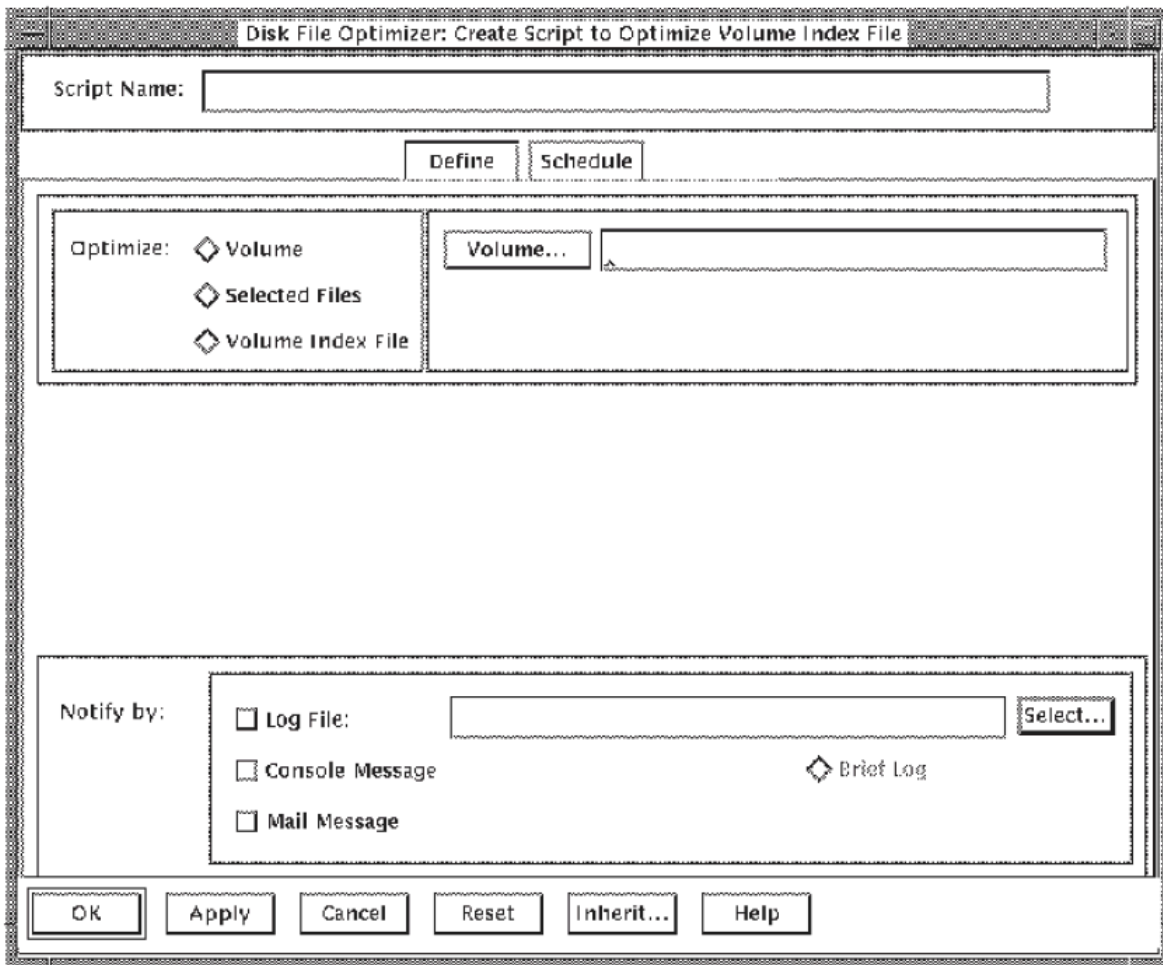 Disk File Optimizer: Create Script to Optimize Volume Index File
Script Name:
Define Schedule
Optimize: Volume Volume...
Selected Files
Volume Index File
Notify by: Log File: Select...
Console Message Brief Log
Mail Message
OK Apply Cancel Reset Inherit... Help